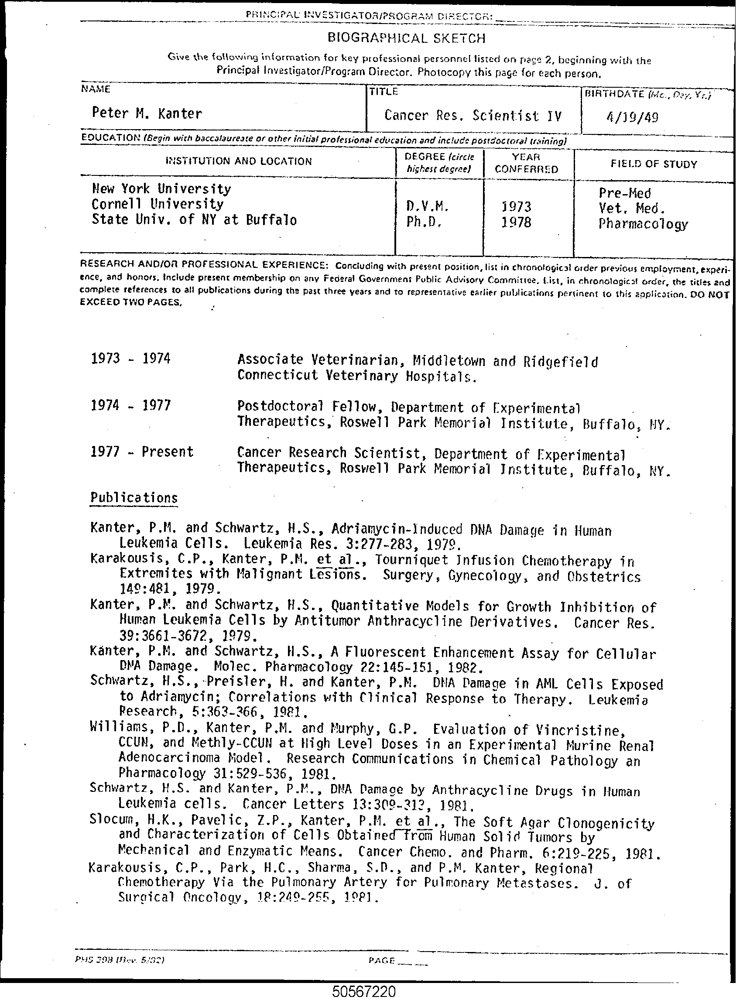 PRINCIPAL INVESTIGATOR/PROGRAM DIRECTOR:
BIOGRAPHICAL SKETCH
Give the following information for key professional personnel listed on page 2, beginning with the
Principal Investigator/Program Director. Photocopy this page for each person.
NAME TITLE BIRTHDATE (Mo., Day, Yr.)
Peter M. Kanter Cancer Res. Scientist IV 4/19/49
EDUCATION (Begin with baccalaureate or other initial professional education and include postdoctoral training)
INSTITUTION AND LOCATION DEGREE (circle highest degree) YEAR CONFERRED FIELD OF STUDY
New York University Pre-Med
Cornell University D.V.M. 1973 Vet. Med.
State Univ. of NY at Buffalo Ph.D. 1978 Pharmacology
RESEARCH AND/OR PROFESSIONAL EXPERIENCE: Concluding with present position, list in chronological order previous employment, experi-
ence, and honors. Include present membership on any Federal Government Public Advisory Committee. List, in chronological order, the titles and
complete references to all publications during the past three years and to representative earlier publications pertinent to this application. DO NOT
EXCEED TWO PAGES.
1973 - 1974 Associate Veterinarian, Middletown and Ridgefield
Connecticut Veterinary Hospitals.
1974 - 1977 Postdoctoral Fellow, Department of Experimental
Therapeutics, Roswell Park Memorial Institute, Buffalo, NY.
1977 - Present Cancer Research Scientist, Department of Experimental
Therapeutics, Roswell Park Memorial Institute, Buffalo, NY.
Publications
Kanter, P.M. and Schwartz, H.S., Adriamycin-Induced DNA Damage in Human
Leukemia Cells. Leukemia Res. 3:277-283, 1979.
Karakousis, C.P., Kanter, P.M. et al., Tourniquet Infusion Chemotherapy in
Extremites with Malignant Lesions. Surgery, Gynecology, and Obstetrics
149:481, 1979.
Kanter, P.M. and Schwartz, H.S., Quantitative Models for Growth Inhibition of
Human Leukemia Cells by Antitumor Anthracycline Derivatives. Cancer Res.
39:3661-3672, 1979.
Kanter, P.M. and Schwartz, H.S., A Fluorescent Enhancement Assay for Cellular
DNA Damage. Molec. Pharmacology 22:145-151, 1982.
Schwartz, H.S., Preisler, H. and Kanter, P.M. DNA Damage in AML Cells Exposed
to Adriamycin; Correlations with Clinical Response to Therapy. Leukemia
Research, 5:363-366, 1981.
Williams, P.D., Kanter, P.M. and Murphy, G.P. Evaluation of Vincristine,
CCUN, and Methly-CCUN at High Level Doses in an Experimental Murine Renal
Adenocarcinoma Model. Research Communications in Chemical Pathology an
Pharmacology 31:529-536, 1981.
Schwartz, H.S. and Kanter, P.M., DNA Damage by Anthracycline Drugs in Human
Leukemia cells. Cancer Letters 13:309-313, 1981.
Slocum, H.K., Pavelic, Z.P., Kanter, P.M. et al., The Soft Agar Clonogenicity
and Characterization of Cells Obtained from Human Solid Tumors by
Mechanical and Enzymatic Means. Cancer Chemo. and Pharm. 6:219-225, 1981.
Karakousis, C.P., Park, H.C., Sharma, S.D., and P.M. Kanter, Regional
Chemotherapy Via the Pulmonary Artery for Pulmonary Metastases. J. of
Surgical Oncology, 18:249-255, 1981.
PHS 398 (Rev. 5/82) PAGE
50567220